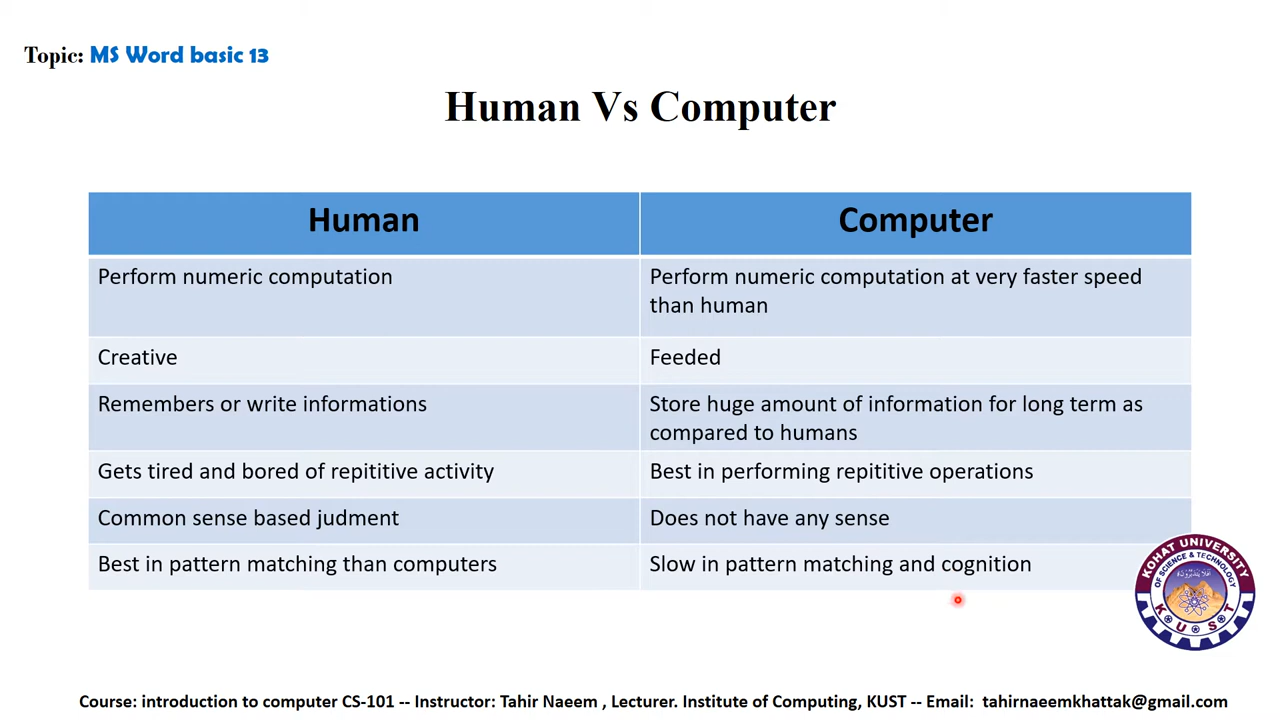 Topic: MS Word basic 13
Human Vs Computer
Human
Computer
Perform numeric computation
Perform numeric computation at very faster speed
than human
Creative
Feeded
Remembers or write informations
Store huge amount of information for long term as
compared to humans
Gets tired and bored of repititive activity
Best in performing repititive operations
Common sense based judment
Does not have any sense
Best in pattern matching than computers
Slow in pattern matching and cognition
KOHAT UNIVERSITY
OF SCIENCE & TECHNOLOGY
K U S T
Course: introduction to computer CS-101 -- Instructor: Tahir Naeem , Lecturer. Institute of Computing, KUST -- Email: tahirnaeemkhattak@gmail.com